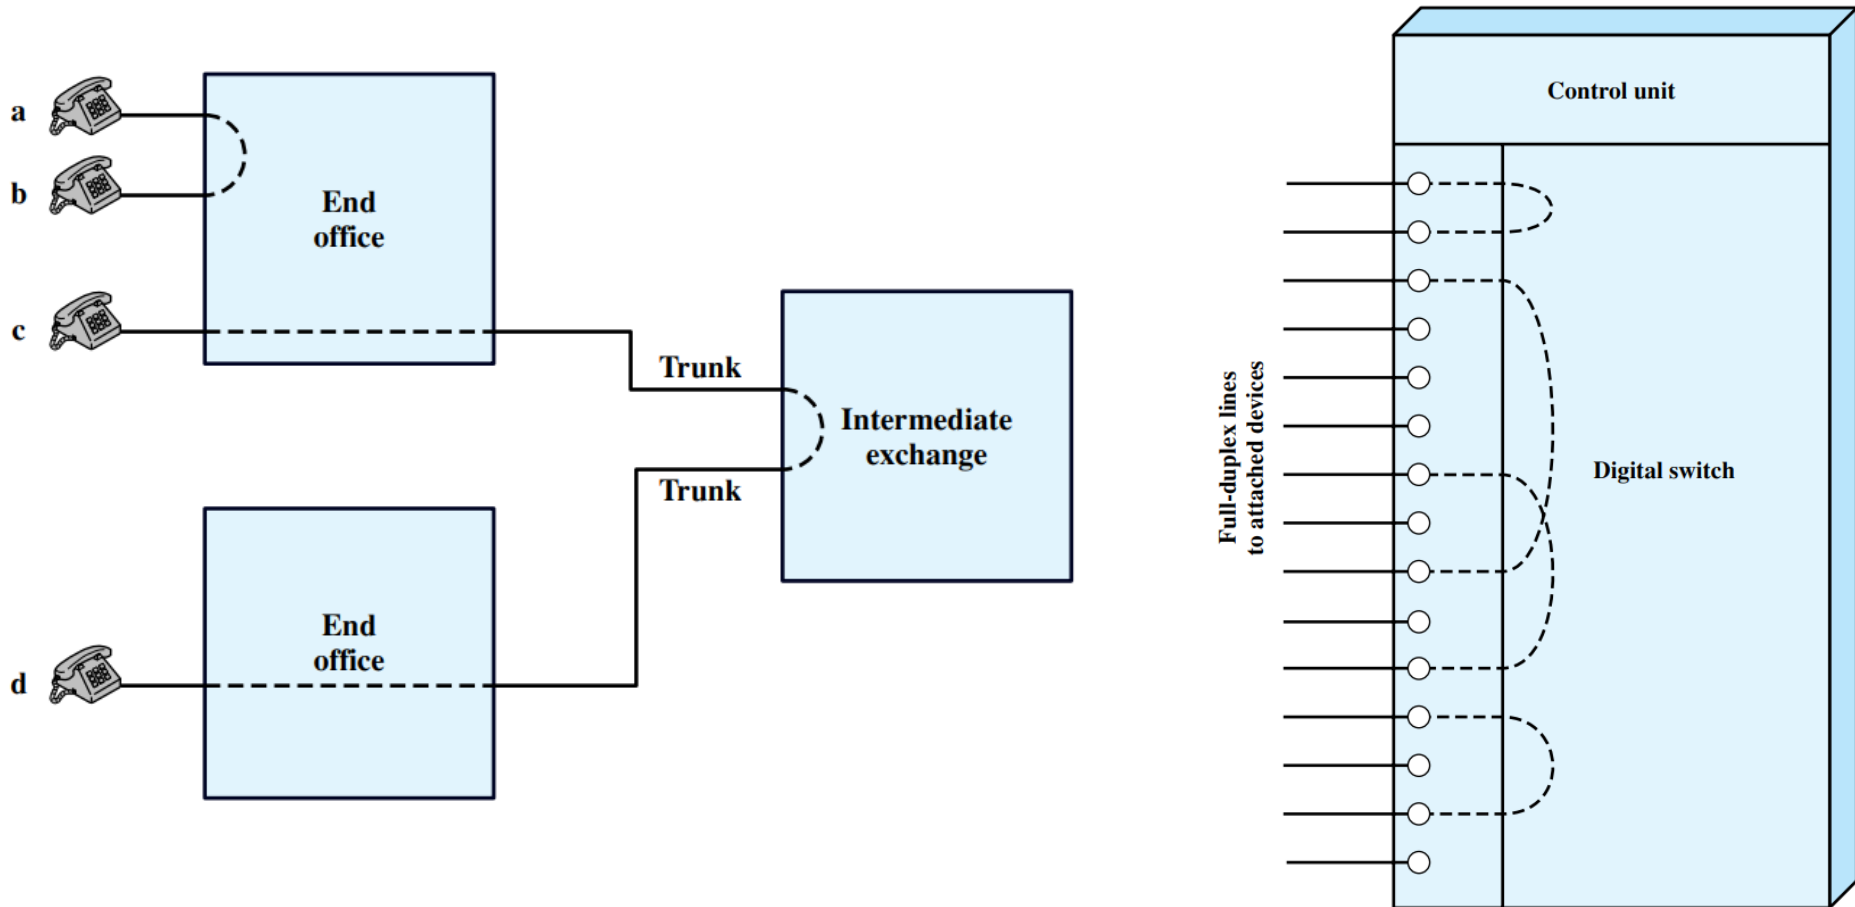 a
b
c
d
End
office
Trunk
Intermediate
exchange
Trunk
End
office
Control unit
Full-duplex lines
to attached devices
Digital switch